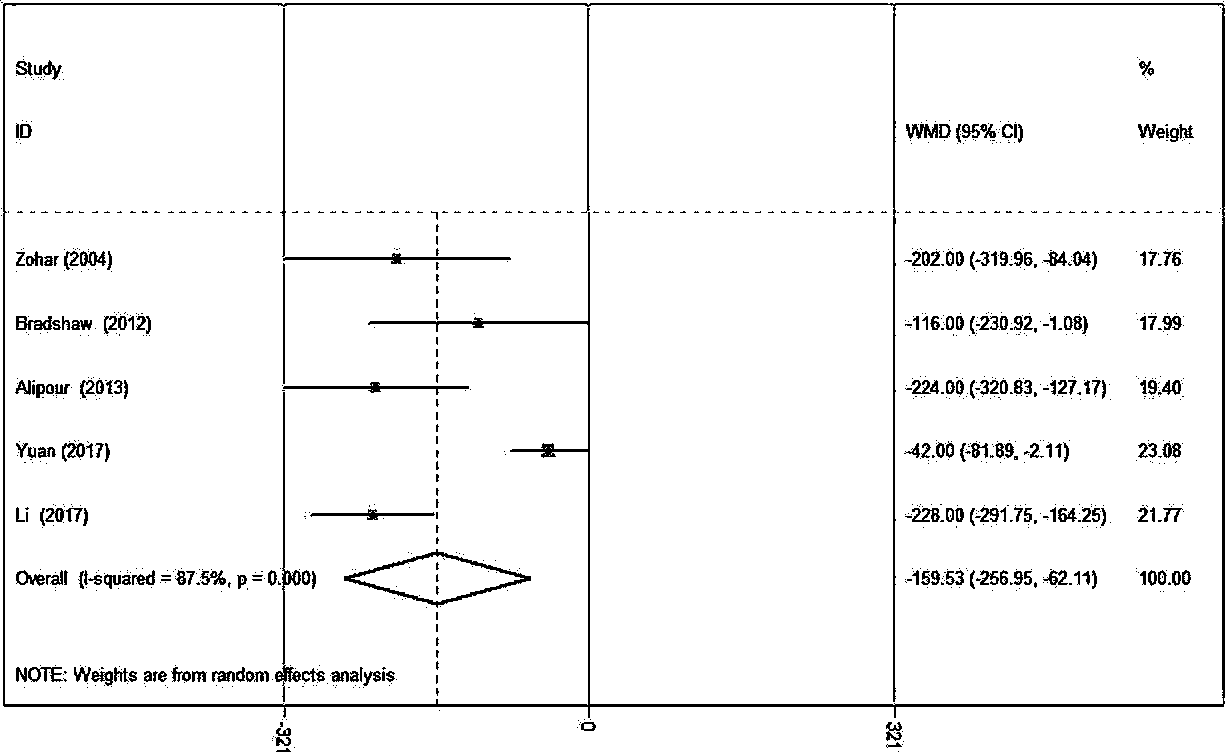 Study %
ID WMD (95% CI) Weight
Zohar (2004) -202.00 (-319.96, -84.04) 17.76
Bradshaw (2012) -116.00 (-230.92, -1.08) 17.99
Alipour (2013) -224.00 (-320.83, -127.17) 19.40
Yuan (2017) -42.00 (-81.89, -2.11) 23.08
Li (2017) -228.00 (-291.75, -164.25) 21.77
Overall (I-squared = 87.5%, p = 0.000) -159.53 (-256.95, -62.11) 100.00
NOTE: Weights are from random effects analysis
-321 0 321